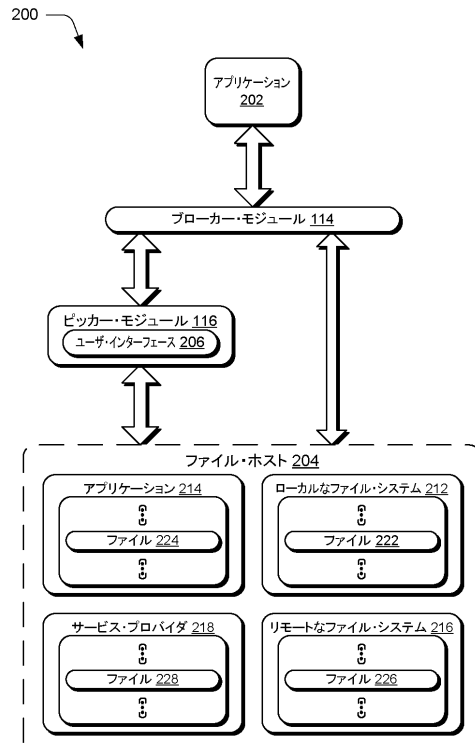 200
アプリケーション
202
ブローカー・モジュール 114
ピッカー・モジュール 116
ユーザ・インターフェース 206
ファイル・ホスト 204
アプリケーション 214
ファイル 224
ローカルなファイル・システム 212
ファイル 222
サービス・プロバイダ 218
ファイル 228
リモートなファイル・システム 216
ファイル 226